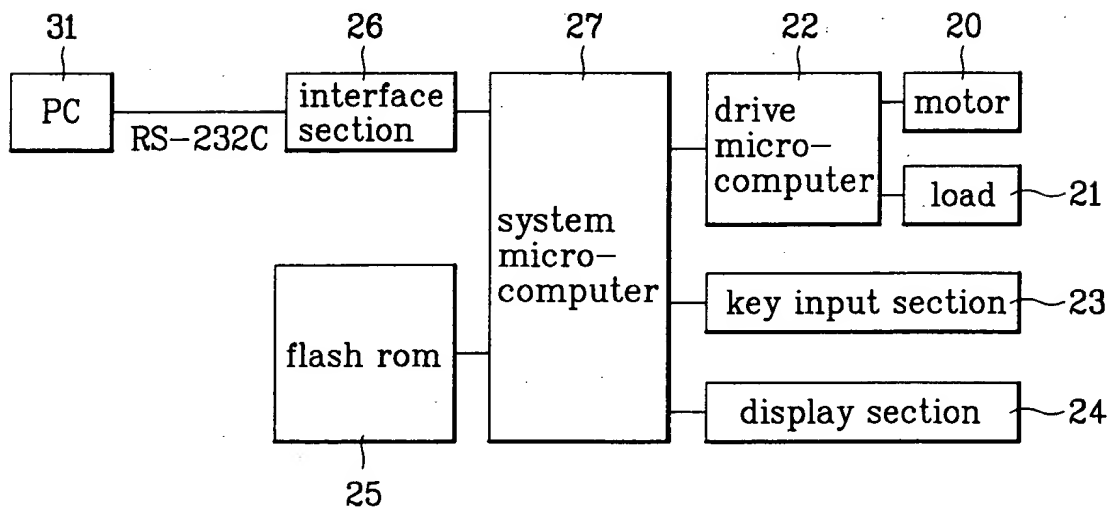 31
26
27
22
20
PC
RS-232C
interface
section
drive
micro-
computer
motor
load
21
system
micro-
computer
flash rom
key input section
23
display section
24
25